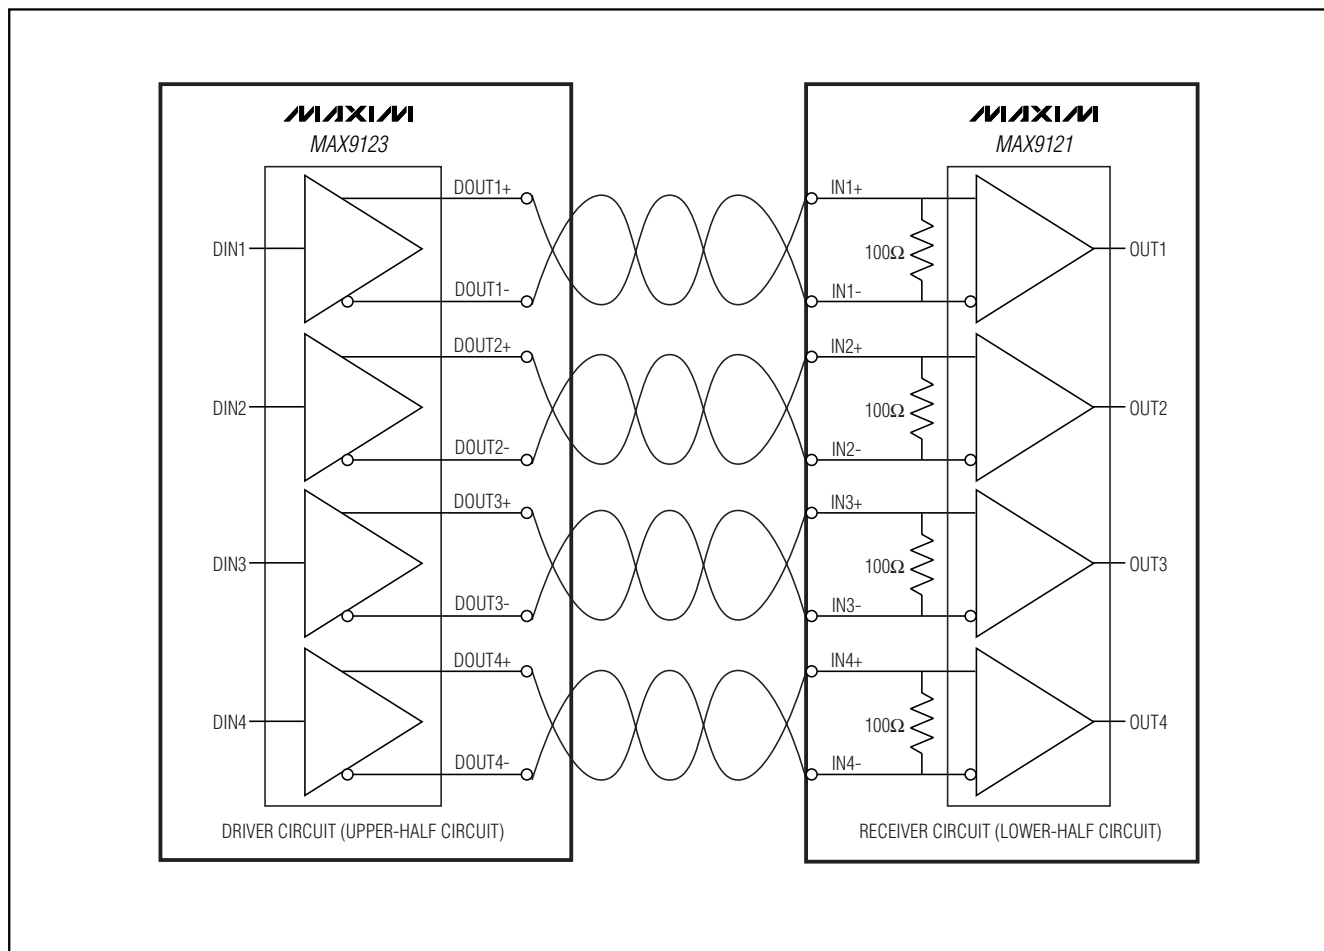 MAXIM
MAX9123
DOUT1+
DIN1
DOUT1-
DOUT2+
DIN2
DOUT2-
DOUT3+
DIN3
DOUT3-
DOUT4+
DIN4
DOUT4-
DRIVER CIRCUIT (UPPER-HALF CIRCUIT)
MAXIM
MAX9121
IN1+
100Ω
OUT1
IN1-
IN2+
100Ω
OUT2
IN2-
IN3+
100Ω
OUT3
IN3-
IN4+
100Ω
OUT4
IN4-
RECEIVER CIRCUIT (LOWER-HALF CIRCUIT)